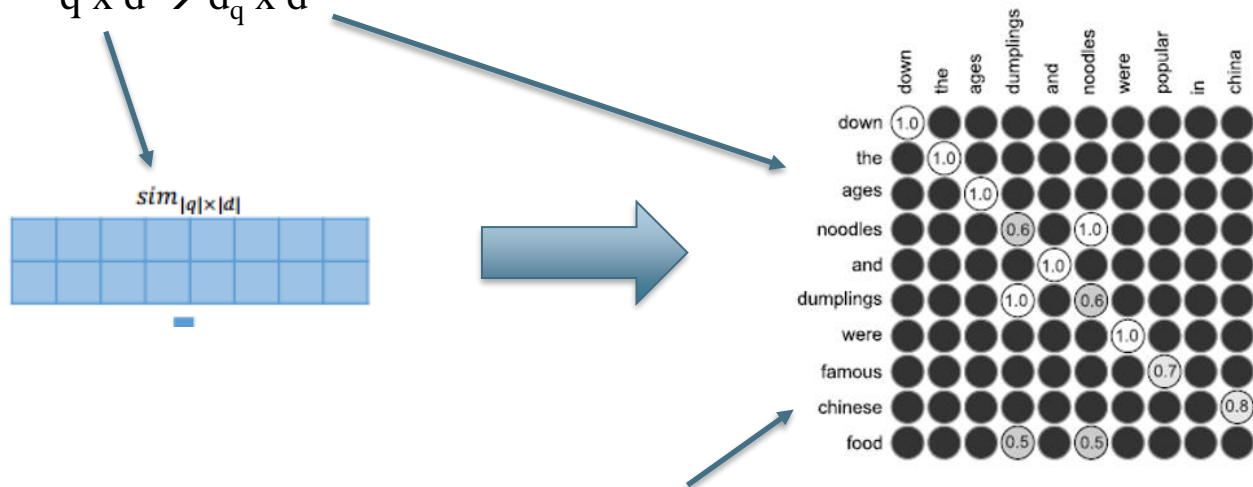 q x d → d_q x d
down the ages dumplings and noodles were popular in china
sim_{|q|×|d|}
down 1.0
the 1.0
ages 1.0
noodles 0.6 1.0
and 1.0
dumplings 1.0 0.6
were 1.0
famous 0.7
chinese 0.8
food 0.5 0.5